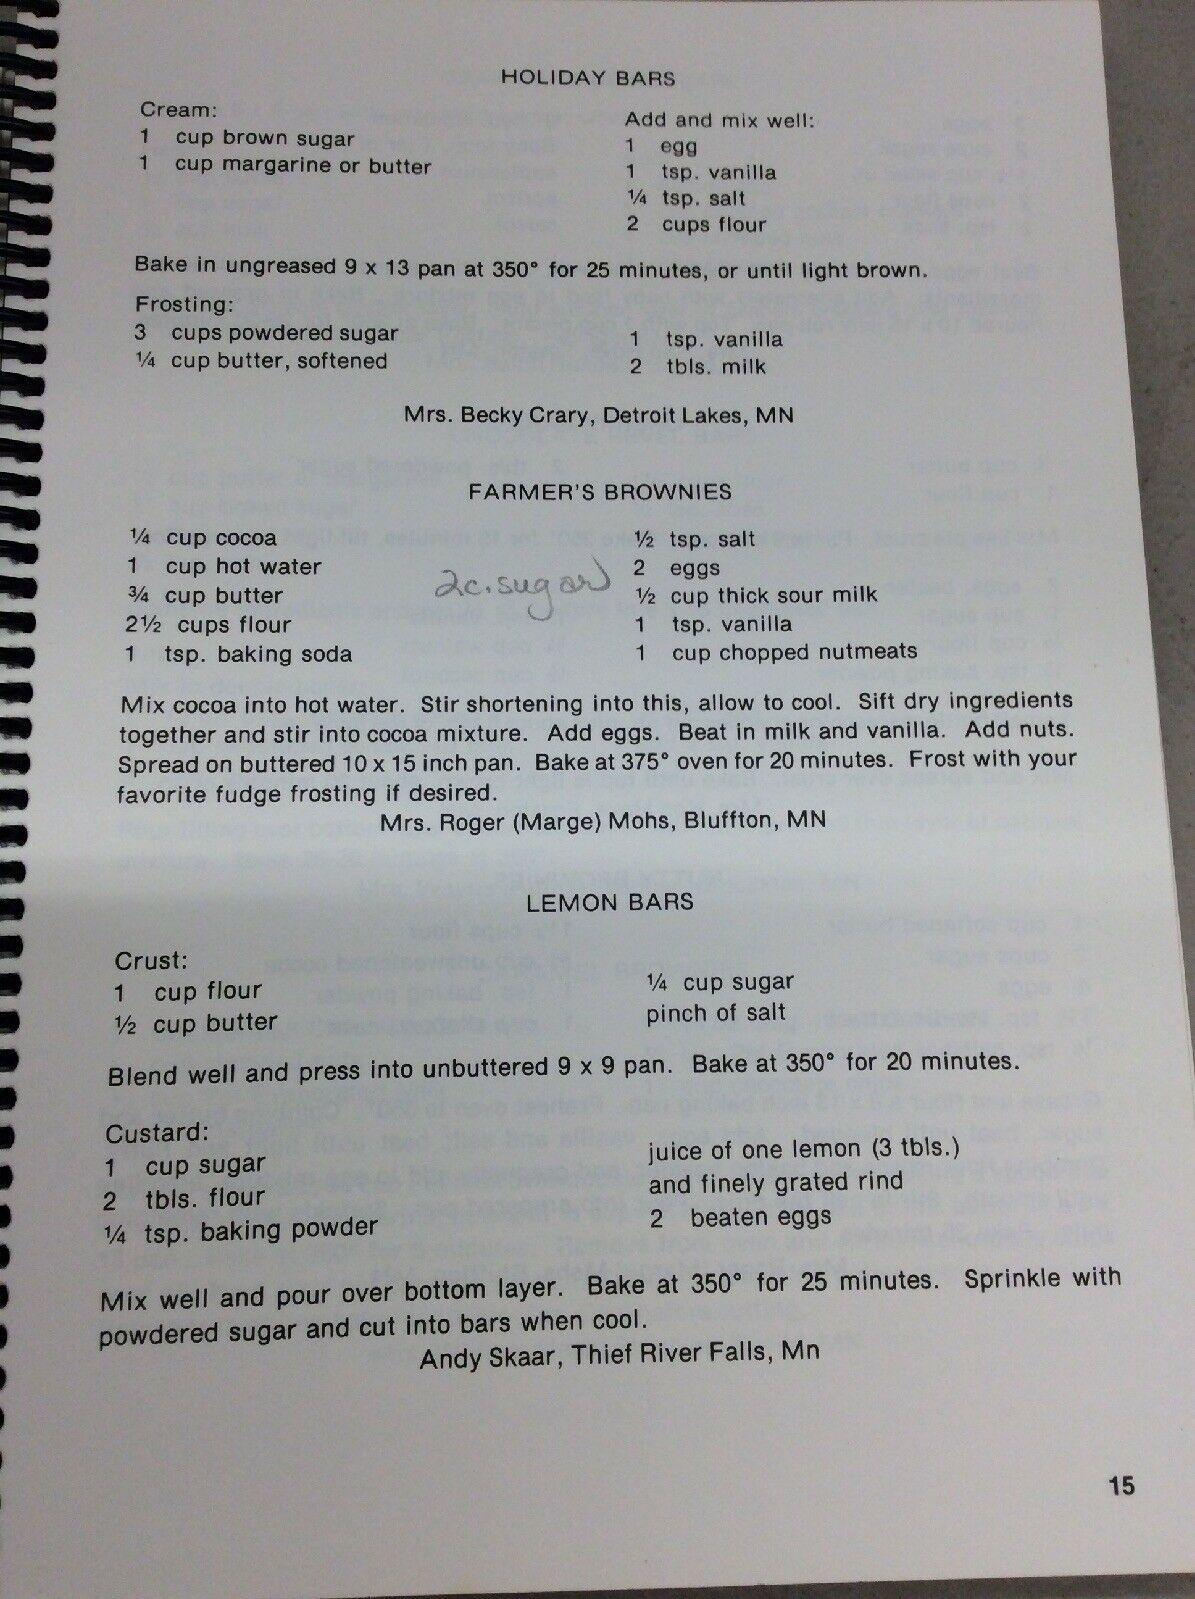 HOLIDAY BARS
Cream:
1 cup brown sugar
1 cup margarine or butter
Add and mix well:
1 egg
1 tsp. vanilla
¼ tsp. salt
2 cups flour
Bake in ungreased 9 x 13 pan at 350° for 25 minutes, or until light brown.
Frosting:
3 cups powdered sugar
¼ cup butter, softened
1 tsp. vanilla
2 tbls. milk
Mrs. Becky Crary, Detroit Lakes, MN
FARMER'S BROWNIES
¼ cup cocoa
1 cup hot water
¾ cup butter
2½ cups flour
1 tsp. baking soda
2c. sugar
½ tsp. salt
2 eggs
½ cup thick sour milk
1 tsp. vanilla
1 cup chopped nutmeats
Mix cocoa into hot water. Stir shortening into this, allow to cool. Sift dry ingredients
together and stir into cocoa mixture. Add eggs. Beat in milk and vanilla. Add nuts.
Spread on buttered 10 x 15 inch pan. Bake at 375° oven for 20 minutes. Frost with your
favorite fudge frosting if desired.
Mrs. Roger (Marge) Mohs, Bluffton, MN
LEMON BARS
Crust:
1 cup flour
½ cup butter
¼ cup sugar
pinch of salt
Blend well and press into unbuttered 9 x 9 pan. Bake at 350° for 20 minutes.
Custard:
1 cup sugar
2 tbls. flour
¼ tsp. baking powder
juice of one lemon (3 tbls.)
and finely grated rind
2 beaten eggs
Mix well and pour over bottom layer. Bake at 350° for 25 minutes. Sprinkle with
powdered sugar and cut into bars when cool.
Andy Skaar, Thief River Falls, Mn
15